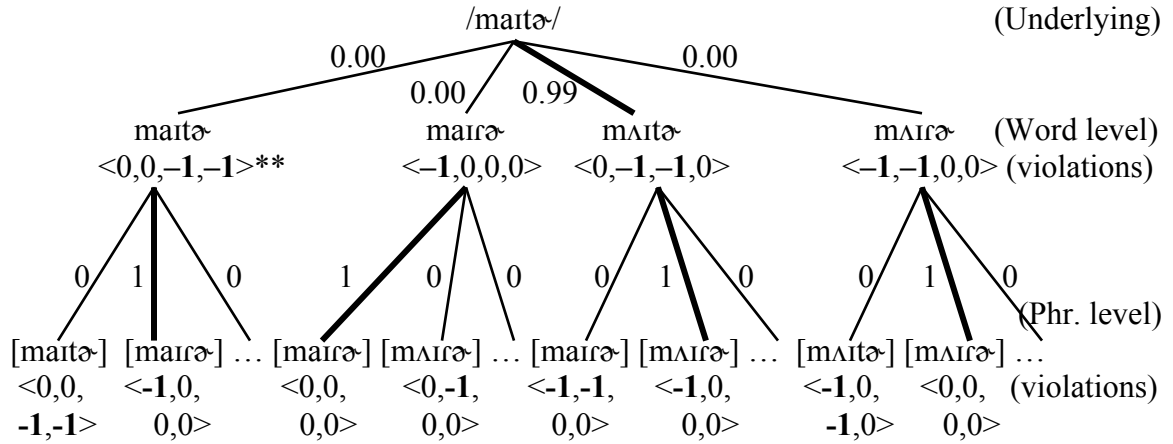 /maɪtɚ/ (Underlying)
0.00 0.00 0.99 0.00
maɪtɚ maɪɾɚ mʌɪtɚ mʌɪɾɚ (Word level)
<0,0,–1,–1>** <–1,0,0,0> <0,–1,–1,0> <–1,–1,0,0> (violations)
0 1 0 1 0 0 0 1 0 0 1 0
(Phr. level)
[maɪtɚ] [maɪɾɚ] … [maɪɾɚ] [mʌɪɾɚ] … [maɪɾɚ] [mʌɪɾɚ] … [mʌɪtɚ] [mʌɪɾɚ] …
<0,0, <-1,0, <0,0, <0,-1, <-1,-1, <-1,0, <-1,0, <0,0, (violations)
-1,-1> 0,0> 0,0> 0,0> 0,0> 0,0> -1,0> 0,0>